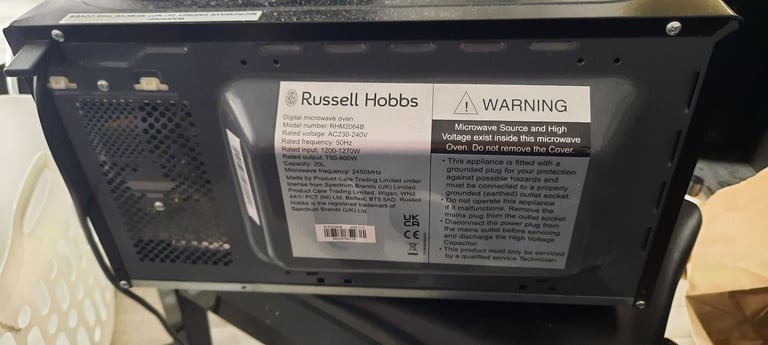 Russell Hobbs
Digital microwave oven
Model number: RHM2064B
Rated voltage: AC230-240V
Rated frequency: 50Hz
Rated input: 1200-1270W
Rated output: 750-800W
Capacity: 20L
Microwave frequency: 2450MHz
Made by Product Care Trading Limited under
license from Spectrum Brands (UK) Limited.
Product Care Trading Limited, Wigan, WN2
4AY/ PCT (NI) Ltd, Belfast, BT5 5AD. Russell
Hobbs is the registered trademark of
Spectrum Brands (UK) Ltd.
UK
CA
CE
WARNING
Microwave Source and High
Voltage exist inside this microwave
Oven. Do not remove the Cover.
• This appliance is fitted with a
grounded plug for your protection
against possible hazards and
must be connected to a properly
grounded (earthed) outlet socket.
• Do not operate this appliance
if it malfunctions. Remove the
mains plug from the outlet socket.
• Disconnect the power plug from
the mains outlet before servicing
and discharge the High Voltage
Capacitor.
• This product must only be serviced
by a qualified service Technician.